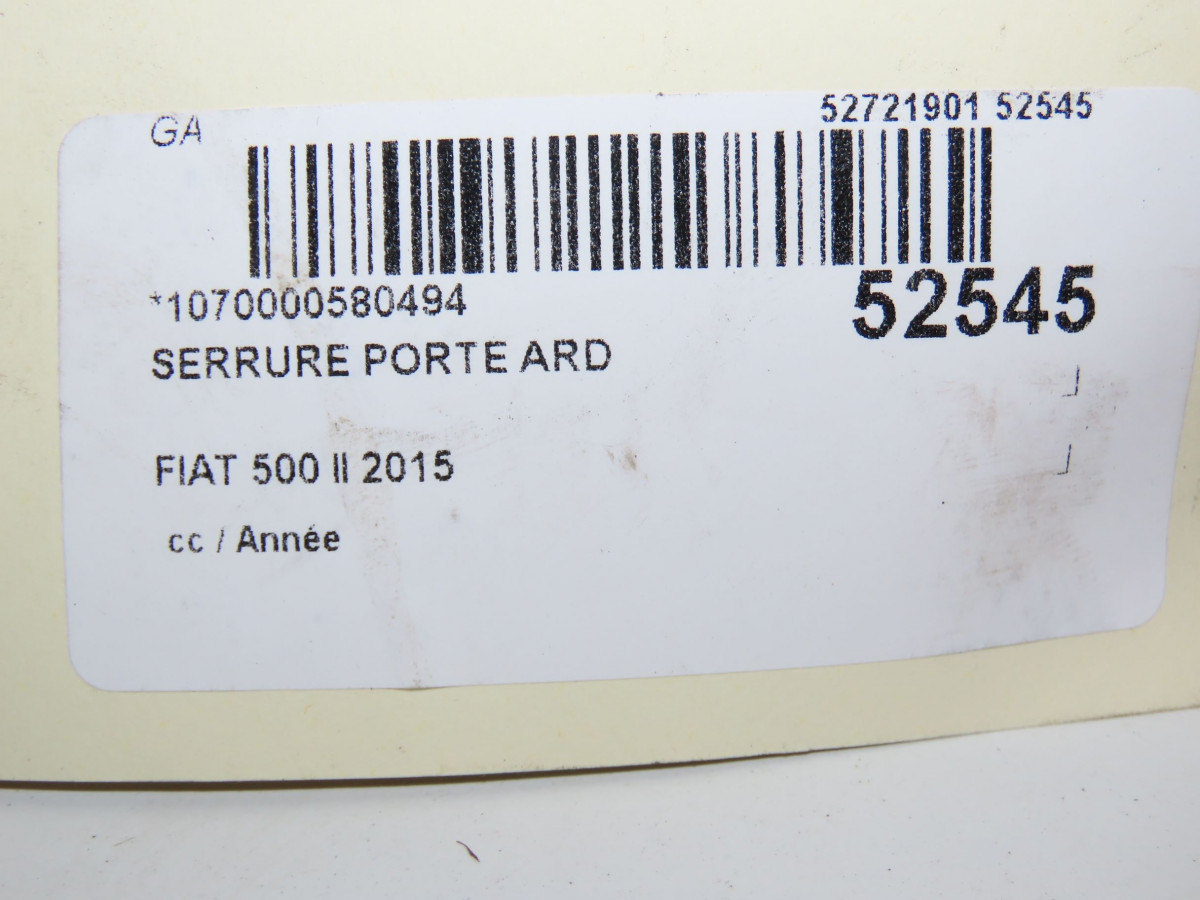 GA
52721901 52545
*1070000580494
52545
SERRURE PORTE ARD
FIAT 500 II 2015
cc / Année